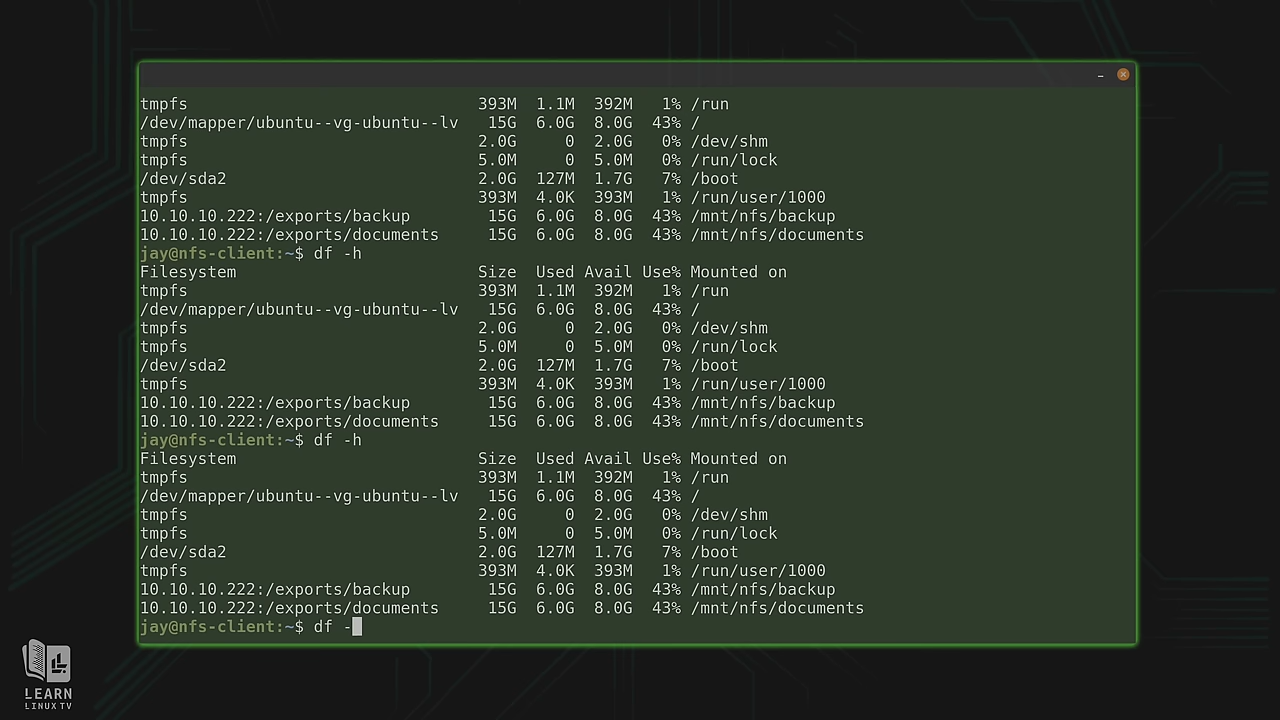 tmpfs                              393M  1.1M  392M   1% /run
/dev/mapper/ubuntu--vg-ubuntu--lv   15G  6.0G  8.0G  43% /
tmpfs                              2.0G     0  2.0G   0% /dev/shm
tmpfs                              5.0M     0  5.0M   0% /run/lock
/dev/sda2                          2.0G  127M  1.7G   7% /boot
tmpfs                              393M  4.0K  393M   1% /run/user/1000
10.10.10.222:/exports/backup        15G  6.0G  8.0G  43% /mnt/nfs/backup
10.10.10.222:/exports/documents     15G  6.0G  8.0G  43% /mnt/nfs/documents
jay@nfs-client:~$ df -h
Filesystem                         Size  Used Avail Use% Mounted on
tmpfs                              393M  1.1M  392M   1% /run
/dev/mapper/ubuntu--vg-ubuntu--lv   15G  6.0G  8.0G  43% /
tmpfs                              2.0G     0  2.0G   0% /dev/shm
tmpfs                              5.0M     0  5.0M   0% /run/lock
/dev/sda2                          2.0G  127M  1.7G   7% /boot
tmpfs                              393M  4.0K  393M   1% /run/user/1000
10.10.10.222:/exports/backup        15G  6.0G  8.0G  43% /mnt/nfs/backup
10.10.10.222:/exports/documents     15G  6.0G  8.0G  43% /mnt/nfs/documents
jay@nfs-client:~$ df -h
Filesystem                         Size  Used Avail Use% Mounted on
tmpfs                              393M  1.1M  392M   1% /run
/dev/mapper/ubuntu--vg-ubuntu--lv   15G  6.0G  8.0G  43% /
tmpfs                              2.0G     0  2.0G   0% /dev/shm
tmpfs                              5.0M     0  5.0M   0% /run/lock
/dev/sda2                          2.0G  127M  1.7G   7% /boot
tmpfs                              393M  4.0K  393M   1% /run/user/1000
10.10.10.222:/exports/backup        15G  6.0G  8.0G  43% /mnt/nfs/backup
10.10.10.222:/exports/documents     15G  6.0G  8.0G  43% /mnt/nfs/documents
jay@nfs-client:~$ df -
LEARN
LINUX TV